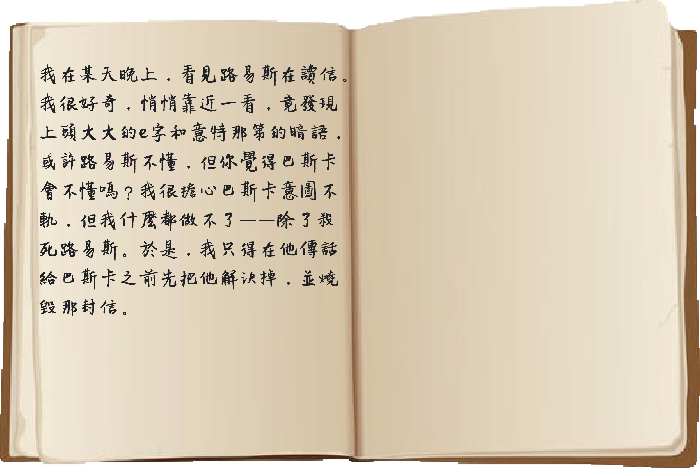 我在某天晚上，看見路易斯在讀信。
我很好奇，悄悄靠近一看，竟發現
上頭大大的e字和意特那第的暗語，
或許路易斯不懂，但你覺得巴斯卡
會不懂嗎？我很擔心巴斯卡意圖不
軌，但我什麼都做不了——除了殺
死路易斯。於是，我只得在他傳話
給巴斯卡之前先把他解決掉，並燒
毀那封信。